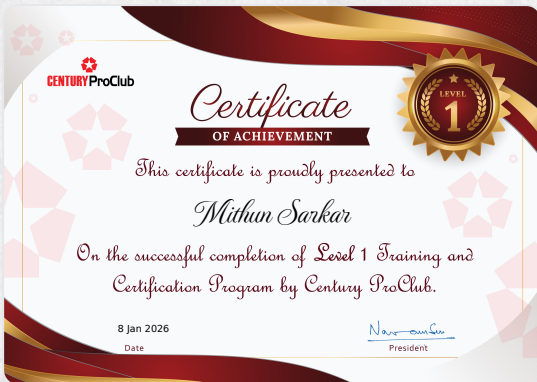 CENTURY ProClub
Certificate
OF ACHIEVEMENT
LEVEL
1
This certificate is proudly presented to
Mithun Sarkar
On the successful completion of Level 1 Training and
Certification Program by Century ProClub.
8 Jan 2026
Date
President